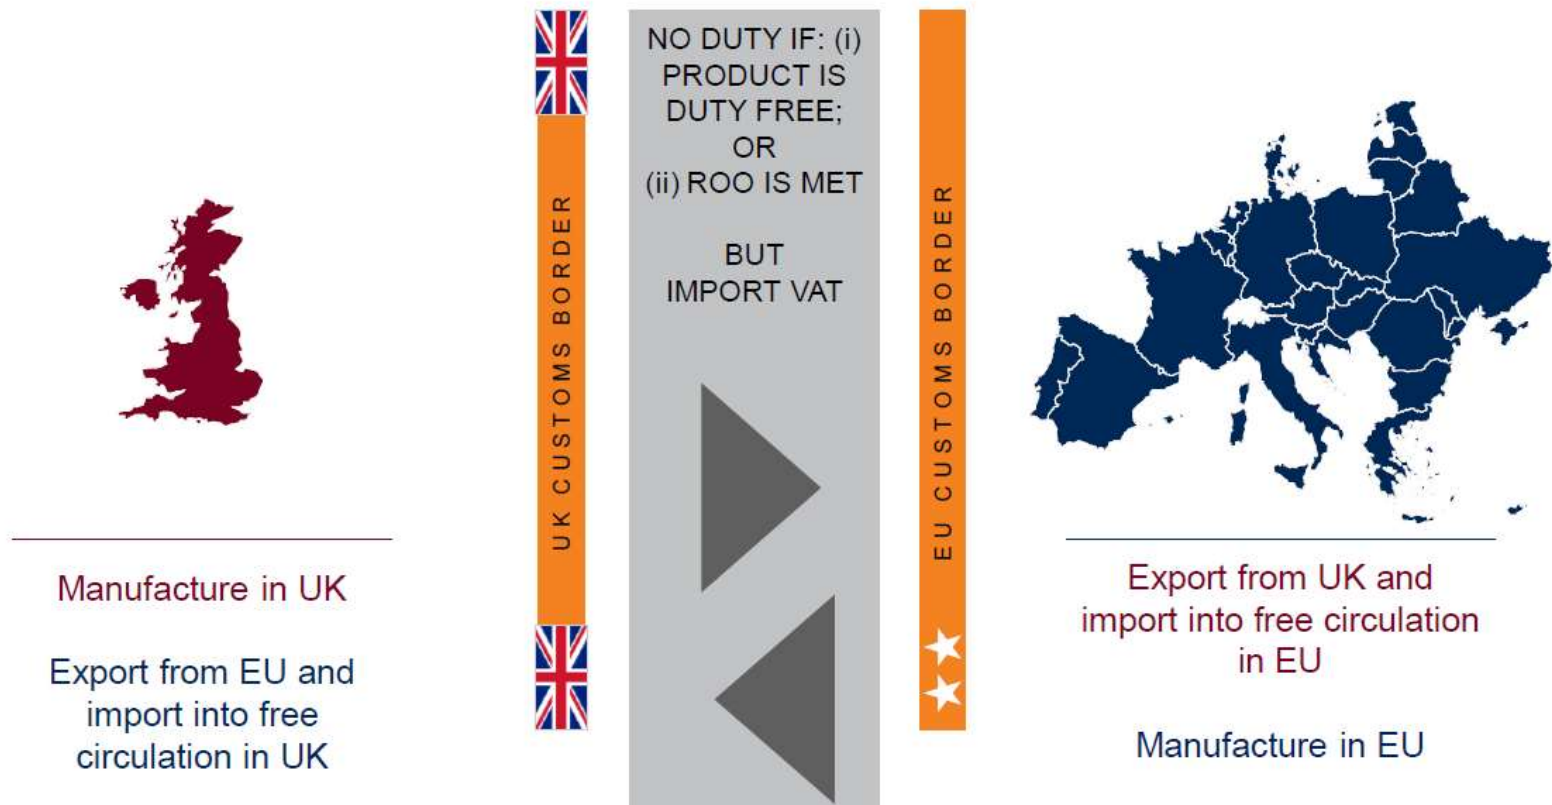 NO DUTY IF: (i)
PRODUCT IS
DUTY FREE;
OR
(ii) ROO IS MET
BUT
IMPORT VAT
UK CUSTOMS BORDER
EU CUSTOMS BORDER
Manufacture in UK
Export from EU and
import into free
circulation in UK
Export from UK and
import into free circulation
in EU
Manufacture in EU